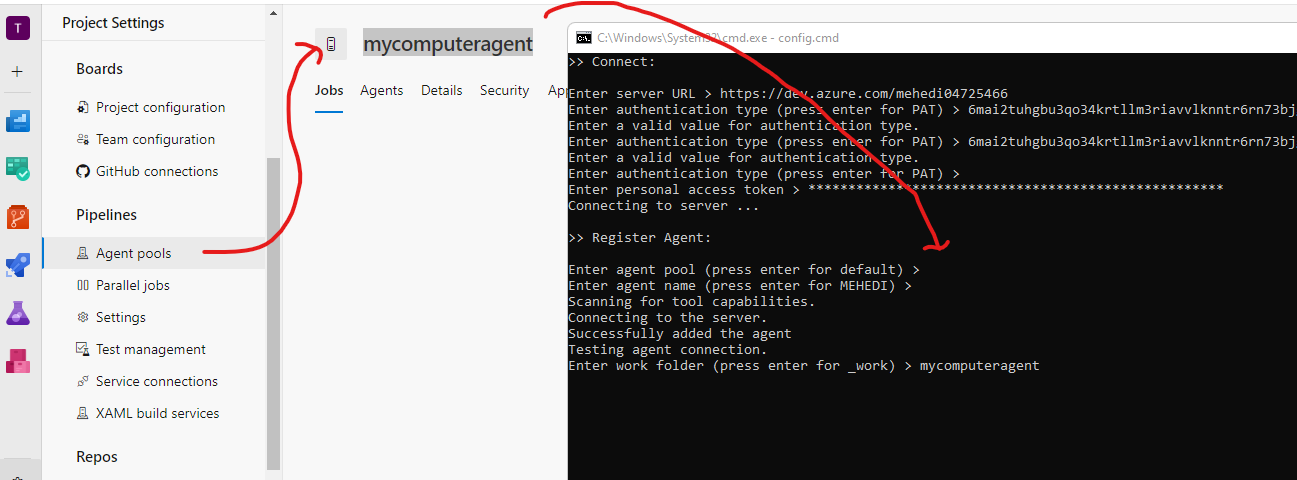 T
Project Settings
Boards
Project configuration
Team configuration
GitHub connections
Pipelines
Agent pools
Parallel jobs
Settings
Test management
Service connections
XAML build services
Repos
mycomputeragent
Jobs Agents Details Security
C:\Windows\System32\cmd.exe - config.cmd
>> Connect:
Enter server URL > https://dev.azure.com/mehedi04725466
Enter authentication type (press enter for PAT) > 6mai2tuhgbu3qo34krtllm3riavvlknntr6rn73bj
Enter a valid value for authentication type.
Enter authentication type (press enter for PAT) > 6mai2tuhgbu3qo34krtllm3riavvlknntr6rn73bj
Enter a valid value for authentication type.
Enter authentication type (press enter for PAT) >
Enter personal access token > ****************************************************
Connecting to server ...
>> Register Agent:
Enter agent pool (press enter for default) >
Enter agent name (press enter for MEHEDI) >
Scanning for tool capabilities.
Connecting to the server.
Successfully added the agent
Testing agent connection.
Enter work folder (press enter for _work) > mycomputeragent